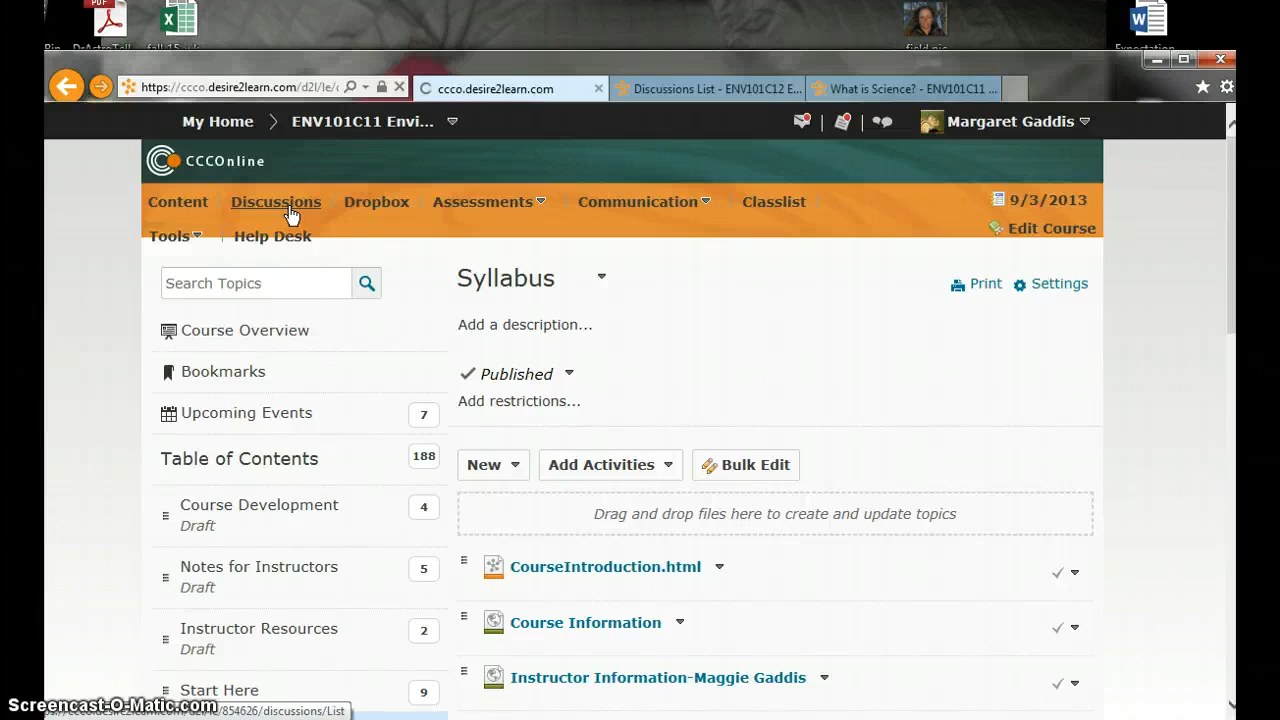 PDF
field pic
Expectation
https://ccco.desire2learn.com/d2l/le/
ccco.desire2learn.com
Discussions List - ENV101C12 E...
What is Science? - ENV101C11 ...
My Home
ENV101C11 Envi...
Margaret Gaddis
CCCOnline
Content
Discussions
Dropbox
Assessments
Communication
Classlist
9/3/2013
Tools
Help Desk
Edit Course
Search Topics
Syllabus
Print
Settings
Course Overview
Add a description...
Bookmarks
Published
Add restrictions...
Upcoming Events
7
Table of Contents
188
New
Add Activities
Bulk Edit
Course Development
4
Draft
Drag and drop files here to create and update topics
Notes for Instructors
5
Draft
CourseIntroduction.html
Instructor Resources
2
Draft
Course Information
Start Here
9
Instructor Information-Maggie Gaddis
Screencast-O-Matic.com
/854626/discussions/List